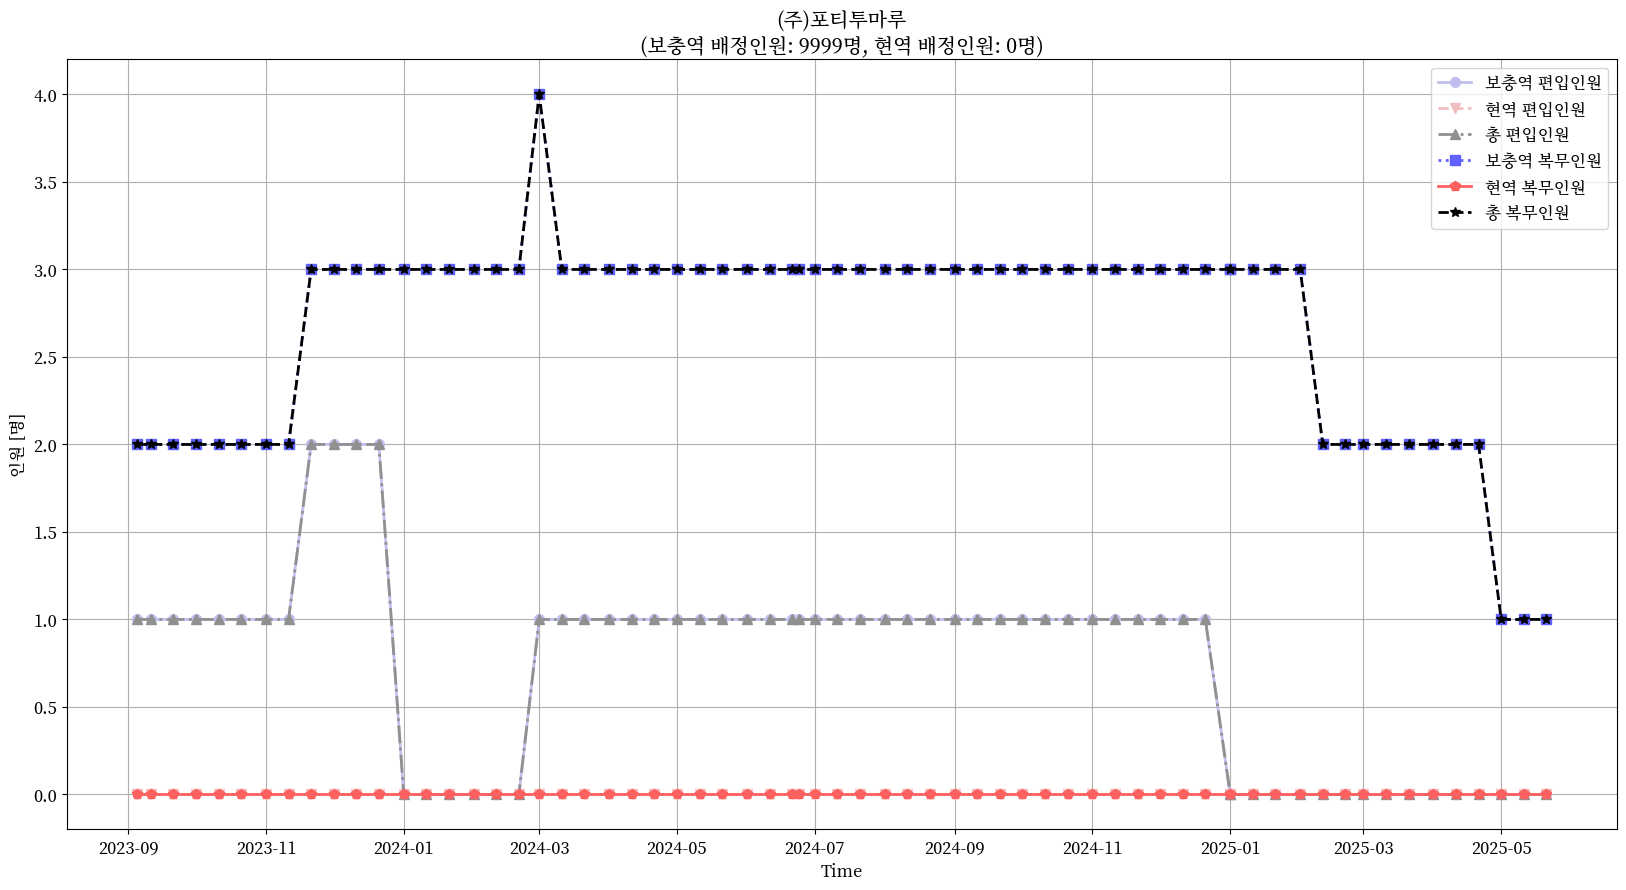 (주)포티투마루
(보충역 배정인원: 9999명, 현역 배정인원: 0명)
보충역 편입인원
현역 편입인원
총 편입인원
보충역 복무인원
현역 복무인원
총 복무인원
4.0
3.5
3.0
2.5
2.0
1.5
1.0
0.5
0.0
인원 [명]
2023-09 2023-11 2024-01 2024-03 2024-05 2024-07 2024-09 2024-11 2025-01 2025-03 2025-05
Time